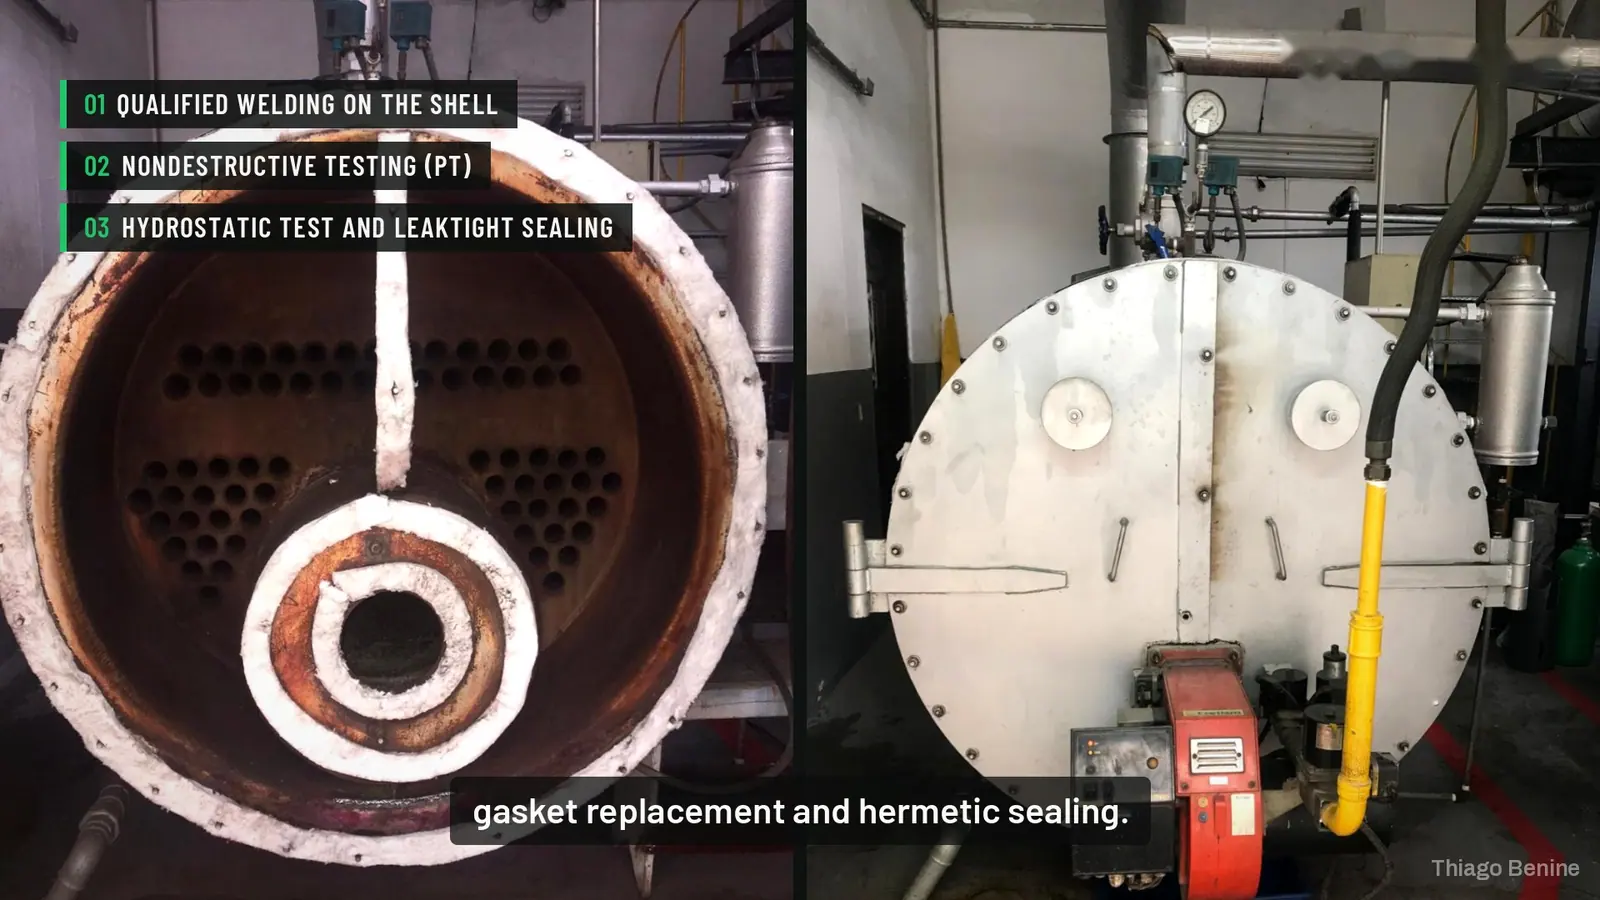 01 QUALIFIED WELDING ON THE SHELL
02 NONDESTRUCTIVE TESTING (PT)
03 HYDROSTATIC TEST AND LEAKTIGHT SEALING
gasket replacement and hermetic sealing.
Thiago Benine